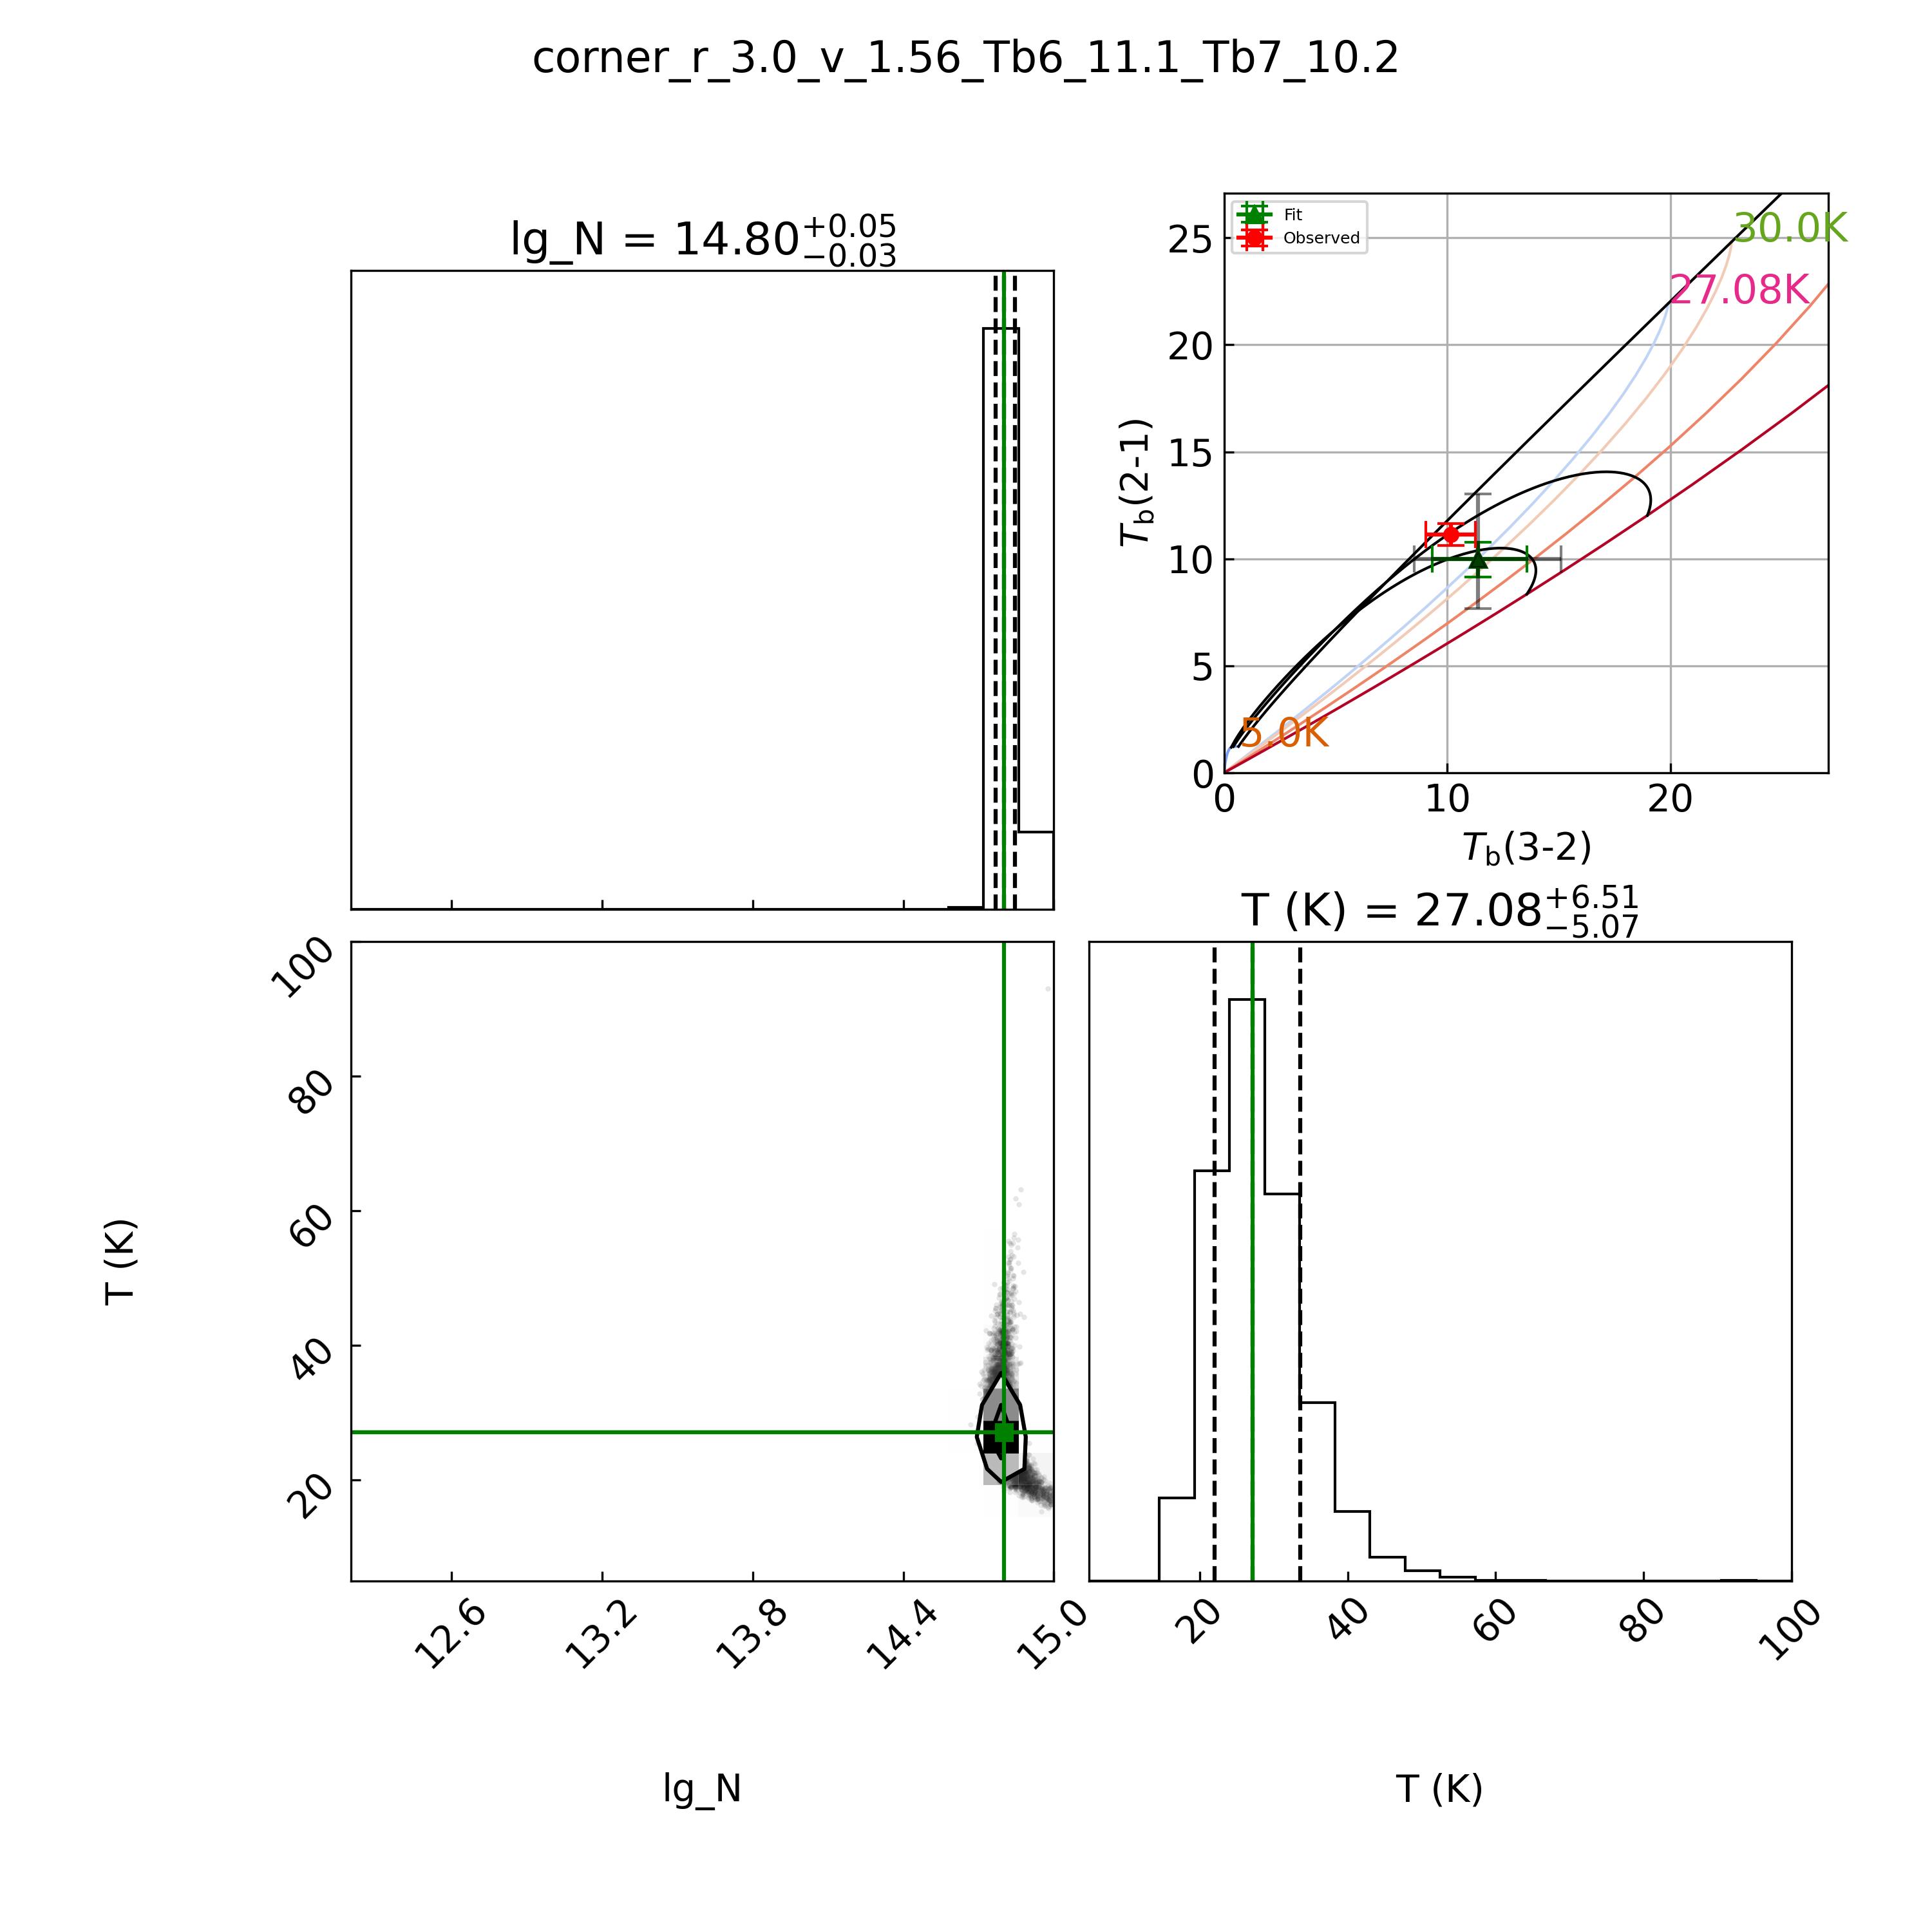 corner_r_3.0_v_1.56_Tb6_11.1_Tb7_10.2
lg_N = 14.80+0.05−0.03
Fit
Observed
30.0K
27.08K
5.0K
25
20
15
10
5
0
Tb(2-1)
0 10 20
Tb(3-2)
T (K) = 27.08+6.51−5.07
100
80
60
40
20
T (K)
12.6 13.2 13.8 14.4 15.0
lg_N
20 40 60 80 100
T (K)